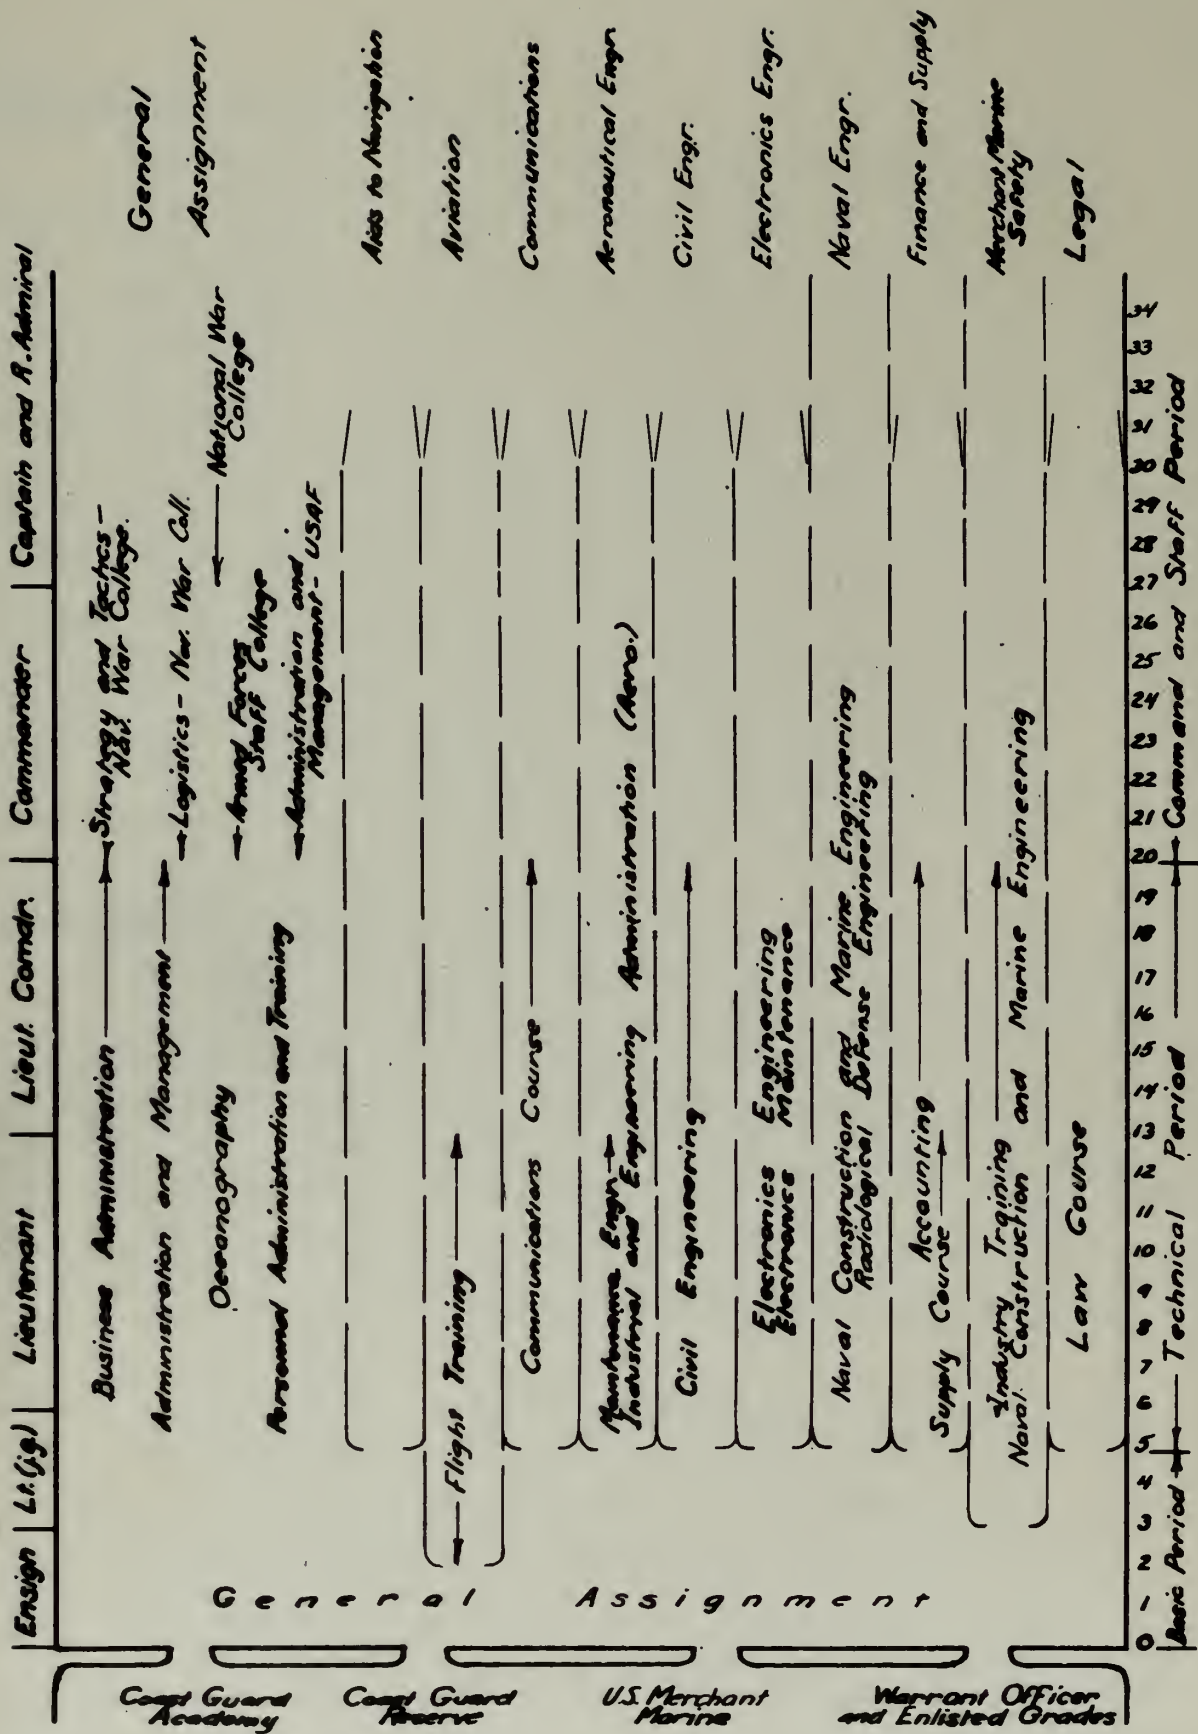 Ensign
Lt.(j.g.)
Lieutenant
Lieut. Comdr.
Commander
Captain and R. Admiral
Business Administration
Strategy and Tactics -
Nav. War College.
General
Assignment
Administration and Management
Logistics - Nav. War Coll.
National War
College
Oceanography
Armed Forces
Staff College
Personnel Administration and Training
Administration and
Management - USAF
Aids to Navigation
Flight Training
Aviation
Communications Course
Communications
Maintenance Engr.
Industrial and Engineering Administration (Aero.)
Aeronautical Engr.
Civil Engineering
Civil Engr.
Electronics Engineering
Electronics Maintenance
Electronics Engr.
Naval Construction and Marine Engineering
Radiological Defense Engineering
Naval Engr.
Accounting
Supply Course
Finance and Supply
Industry Training
Naval Construction and Marine Engineering
Merchant Marine
Safety
Law Course
Legal
General Assignment
0 1 2 3 4 5 6 7 8 9 10 11 12 13 14 15 16 17 18 19 20 21 22 23 24 25 26 27 28 29 30 31 32 33 34
Basic Period
Technical Period
Command and Staff Period
Coast Guard
Academy
Coast Guard
Reserve
U.S. Merchant
Marine
Warrant Officer
and Enlisted Grades